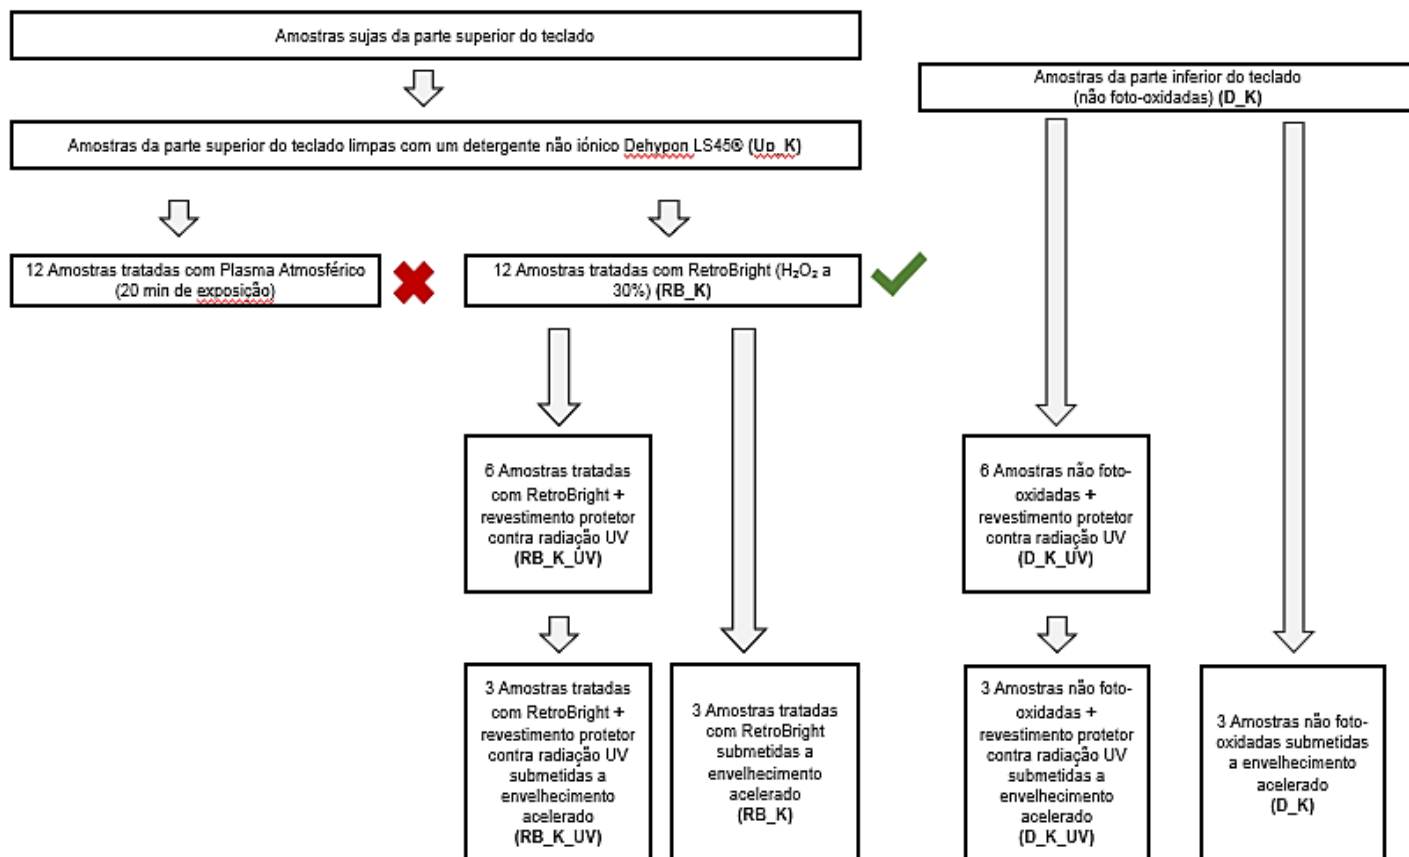 Amostras sujas da parte superior do teclado
Amostras da parte inferior do teclado
(não foto-oxidadas) (D_K)
Amostras da parte superior do teclado limpas com um detergente não iónico Dehypon LS45® (Up_K)
12 Amostras tratadas com Plasma Atmosférico
(20 min de exposição)
12 Amostras tratadas com RetroBright (H₂O₂ a
30%) (RB_K)
6 Amostras tratadas
com RetroBright +
revestimento protetor
contra radiação UV
(RB_K_UV)
6 Amostras não foto-
oxidadas +
revestimento protetor
contra radiação UV
(D_K_UV)
3 Amostras tratadas
com RetroBright +
revestimento protetor
contra radiação UV
submetidas a
envelhecimento
acelerado
(RB_K_UV)
3 Amostras tratadas
com RetroBright
submetidas a
envelhecimento
acelerado
(RB_K)
3 Amostras não foto-
oxidadas +
revestimento protetor
contra radiação UV
submetidas a
envelhecimento
acelerado
(D_K_UV)
3 Amostras não foto-
oxidadas submetidas
a envelhecimento
acelerado
(D_K)